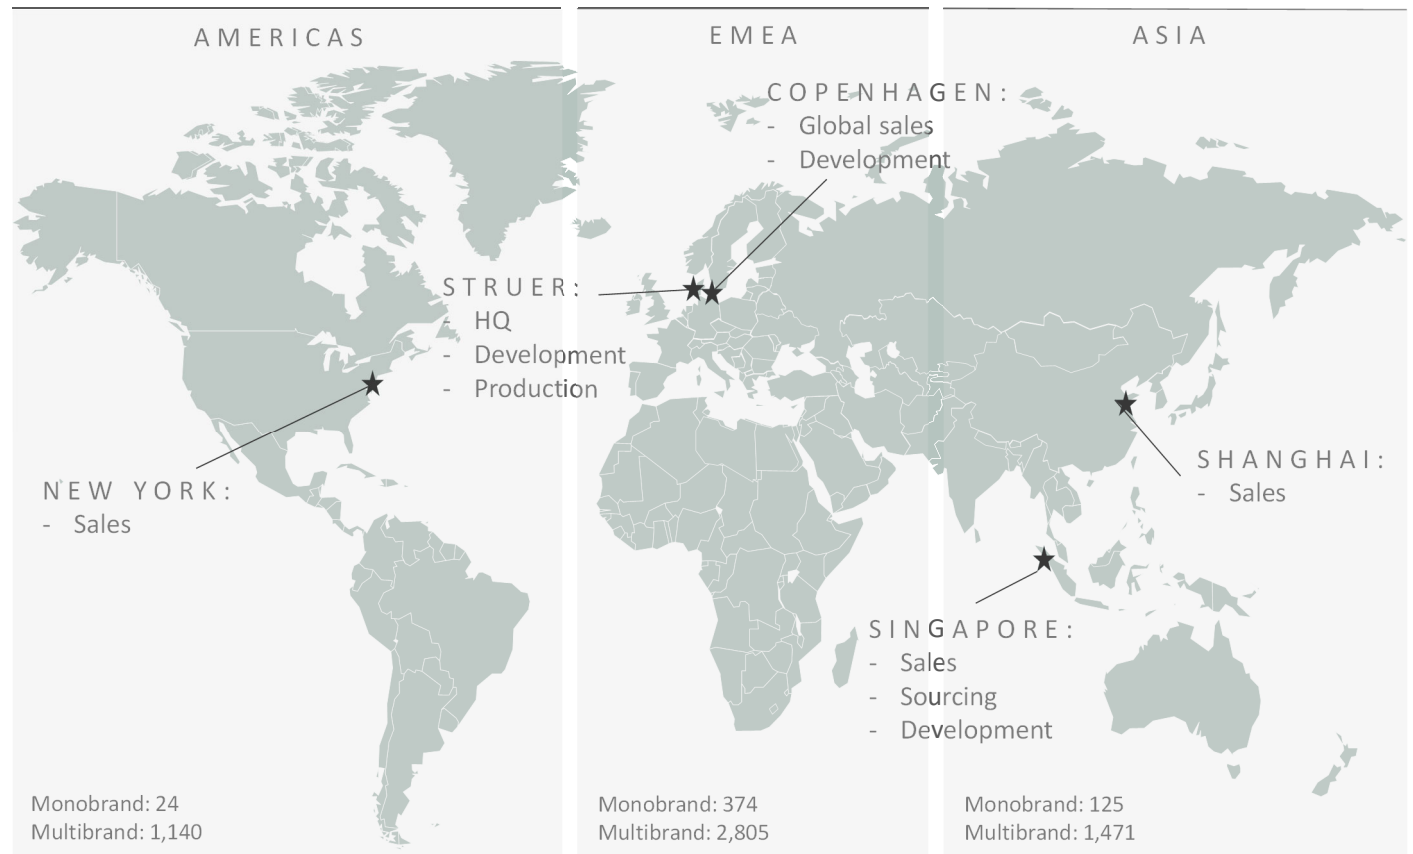 AMERICAS
EMEA
ASIA
COPENHAGEN:
- Global sales
- Development
STRUER:
- HQ
- Development
- Production
NEW YORK:
- Sales
SHANGHAI:
- Sales
SINGAPORE:
- Sales
- Sourcing
- Development
Monobrand: 24
Multibrand: 1,140
Monobrand: 374
Multibrand: 2,805
Monobrand: 125
Multibrand: 1,471